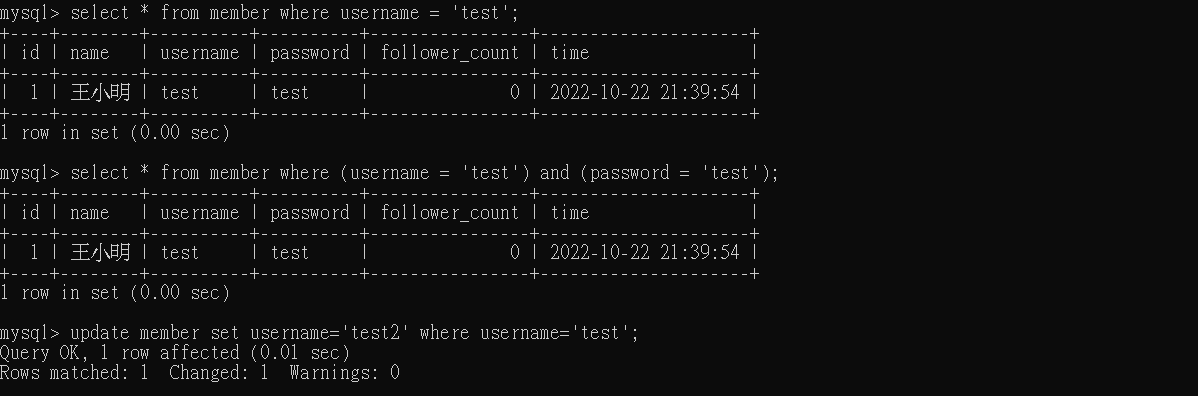 mysql> select * from member where username = 'test';
+----+--------+----------+----------+----------------+---------------------+
| id | name   | username | password | follower_count | time                |
+----+--------+----------+----------+----------------+---------------------+
|  1 | 王小明 | test     | test     |              0 | 2022-10-22 21:39:54 |
+----+--------+----------+----------+----------------+---------------------+
1 row in set (0.00 sec)
mysql> select * from member where (username = 'test') and (password = 'test');
+----+--------+----------+----------+----------------+---------------------+
| id | name   | username | password | follower_count | time                |
+----+--------+----------+----------+----------------+---------------------+
|  1 | 王小明 | test     | test     |              0 | 2022-10-22 21:39:54 |
+----+--------+----------+----------+----------------+---------------------+
1 row in set (0.00 sec)
mysql> update member set username='test2' where username='test';
Query OK, 1 row affected (0.01 sec)
Rows matched: 1  Changed: 1  Warnings: 0